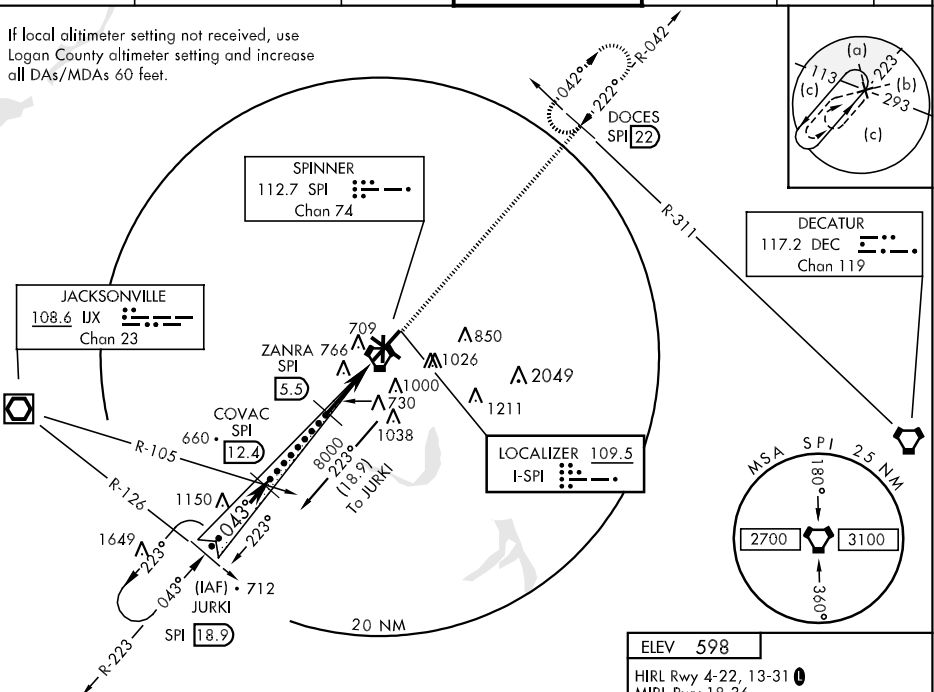 If local alitimeter setting not received, use
Logan County altimeter setting and increase
all DAs/MDAs 60 feet.
R-042
042°
222°
DOCES
SPI 22
(a)
113
223
(c)
(b)
293
(c)
SPINNER
112.7 SPI
Chan 74
R-311
DECATUR
117.2 DEC
Chan 119
JACKSONVILLE
108.6 IJX
Chan 23
709
850
ZANRA 766
SPI
5.5
1026
1000
2049
730
1211
1038
COVAC
SPI
12.4
660
R-105
8000
223°
(18.9)
To JURKI
LOCALIZER 109.5
I-SPI
R-126
1150
043°
223°
1649
223°
043°
(IAF)
712
JURKI
SPI 18.9
R-223
20 NM
MSA SPI 25 NM
180°
2700
3100
360°
ELEV 598
HIRL Rwy 4-22, 13-31 L
MIRL Rwy 18-36